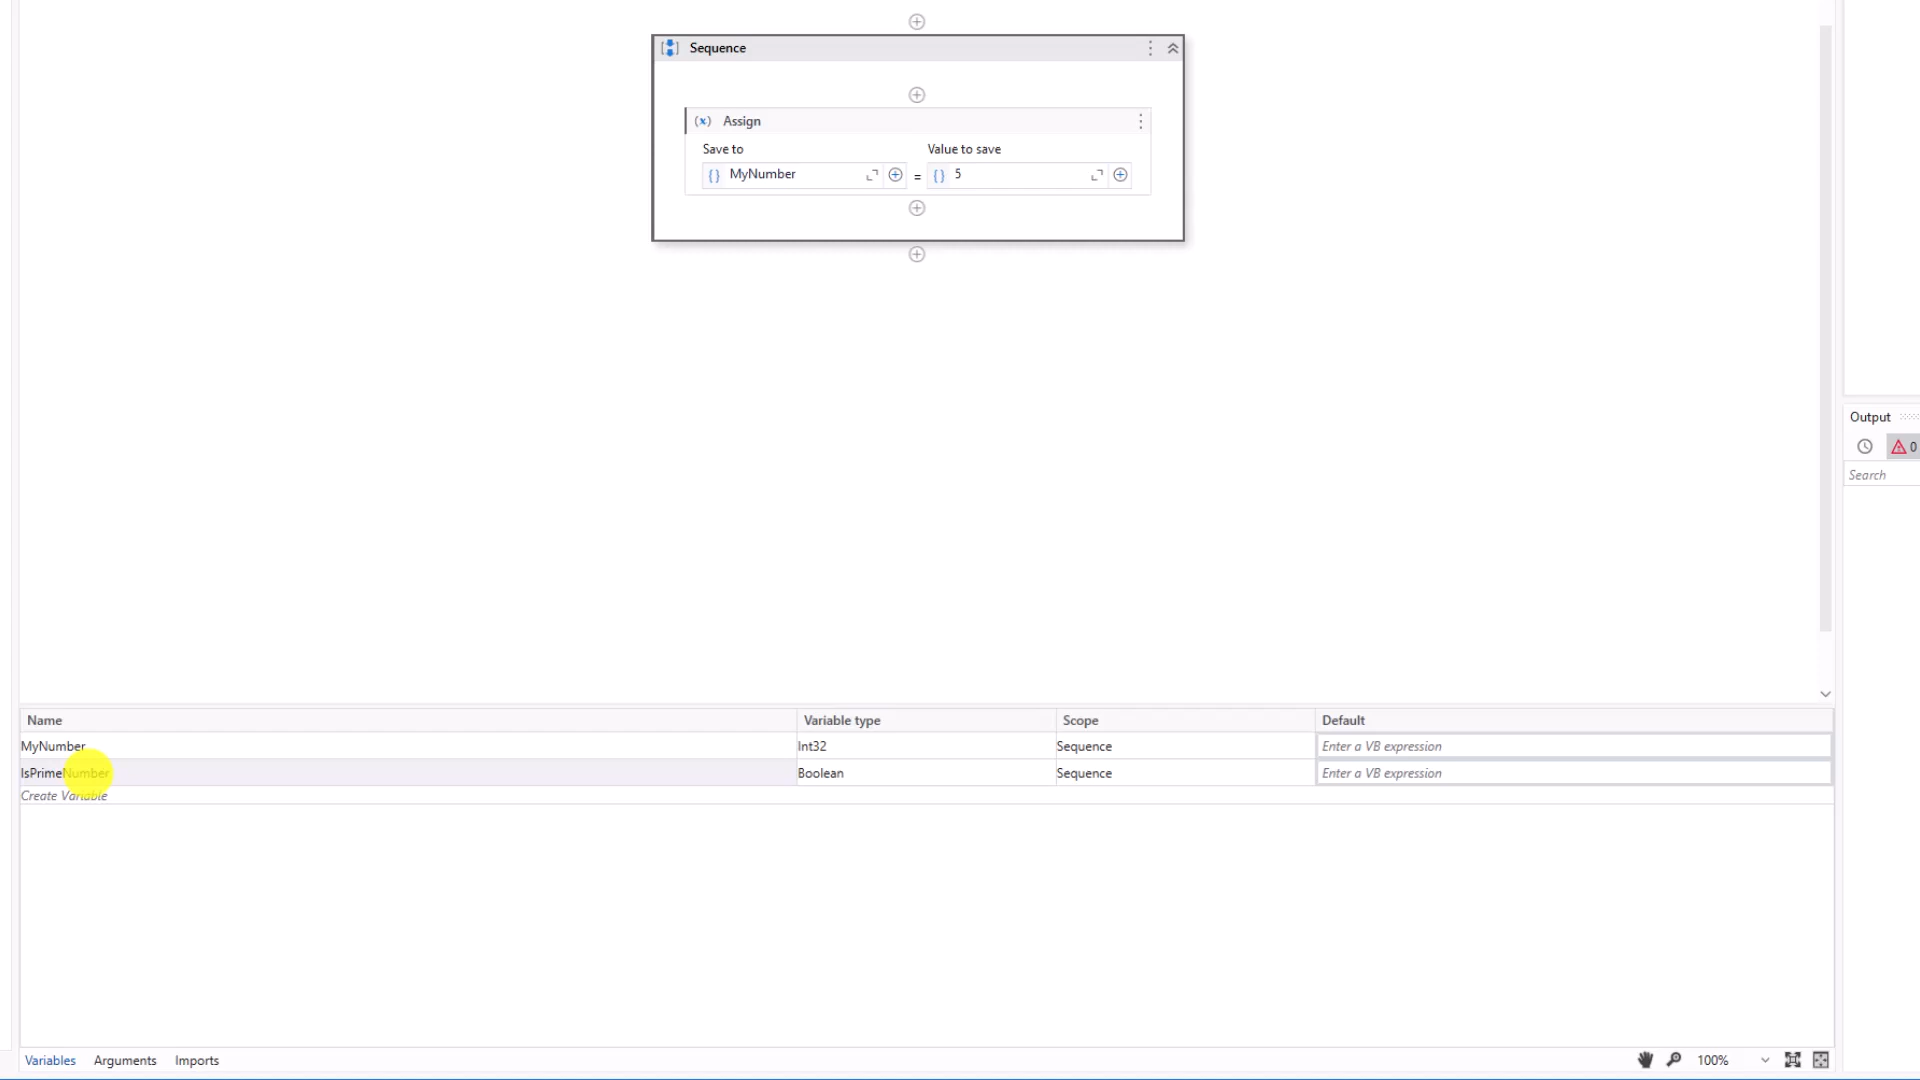 Sequence
Assign
Save to
Value to save
MyNumber
=
5
Output
0
Search
Name
Variable type
Scope
Default
MyNumber
Int32
Sequence
Enter a VB expression
IsPrimeNumber
Boolean
Sequence
Enter a VB expression
Create Variable
Variables
Arguments
Imports
100%